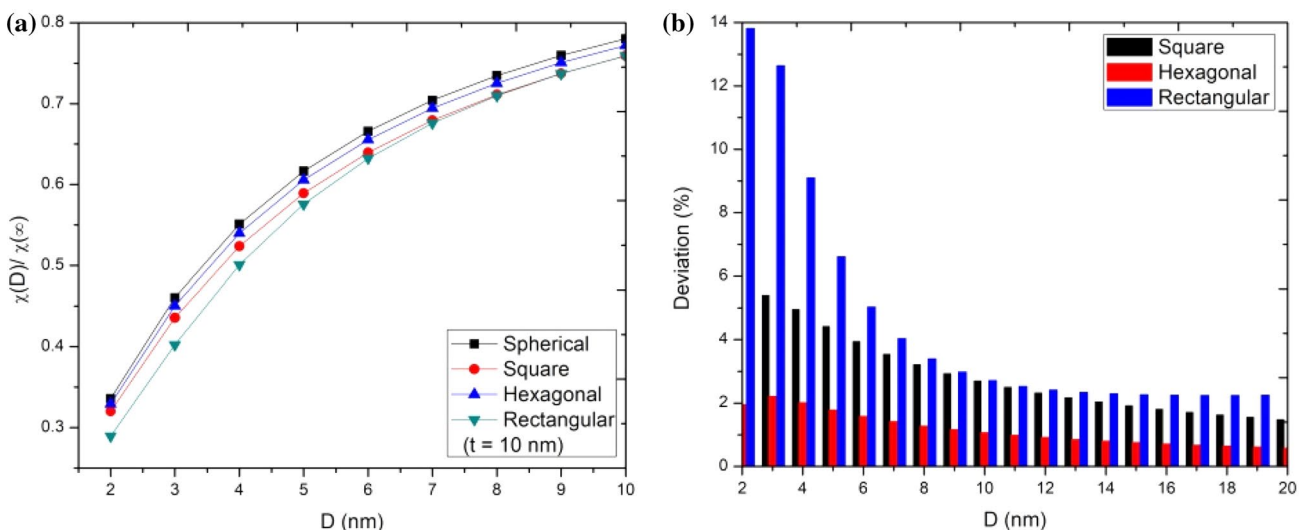 (a)
0.8
0.7
0.6
0.5
0.4
0.3
χ(D)/ χ(∞)
2 3 4 5 6 7 8 9 10
D (nm)
Spherical
Square
Hexagonal
Rectangular
(t = 10 nm)
(b)
14
12
10
8
6
4
2
0
Deviation (%)
2 4 6 8 10 12 14 16 18 20
D (nm)
Square
Hexagonal
Rectangular